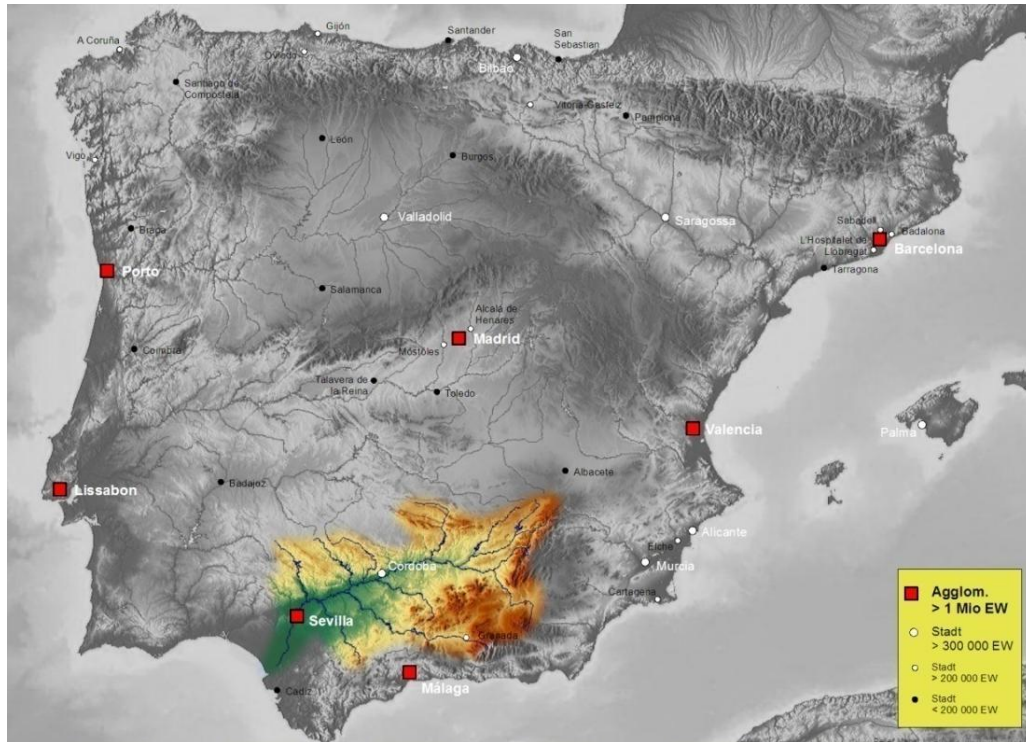 Gijón
A Coruña
Oviedo
Santander
San
Sebastian
Bilbao
Santiago de
Compostela
Vitoria-Gasteiz
Pamplona
León
Burgos
Vigo
Valladolid
Saragossa
Braga
Sabadell
Badalona
L'Hospitalet de
Llobregat
Barcelona
Tarragona
Porto
Salamanca
Alcalá de
Henares
Madrid
Móstoles
Coimbra
Talavera de
la Reina
Toledo
Valencia
Palma
Albacete
Badajoz
Lissabon
Alicante
Elche
Murcia
Córdoba
Cartagena
Sevilla
Granada
Málaga
Cadiz
Agglom.
> 1 Mio EW
Stadt
> 300 000 EW
Stadt
> 200 000 EW
Stadt
< 200 000 EW